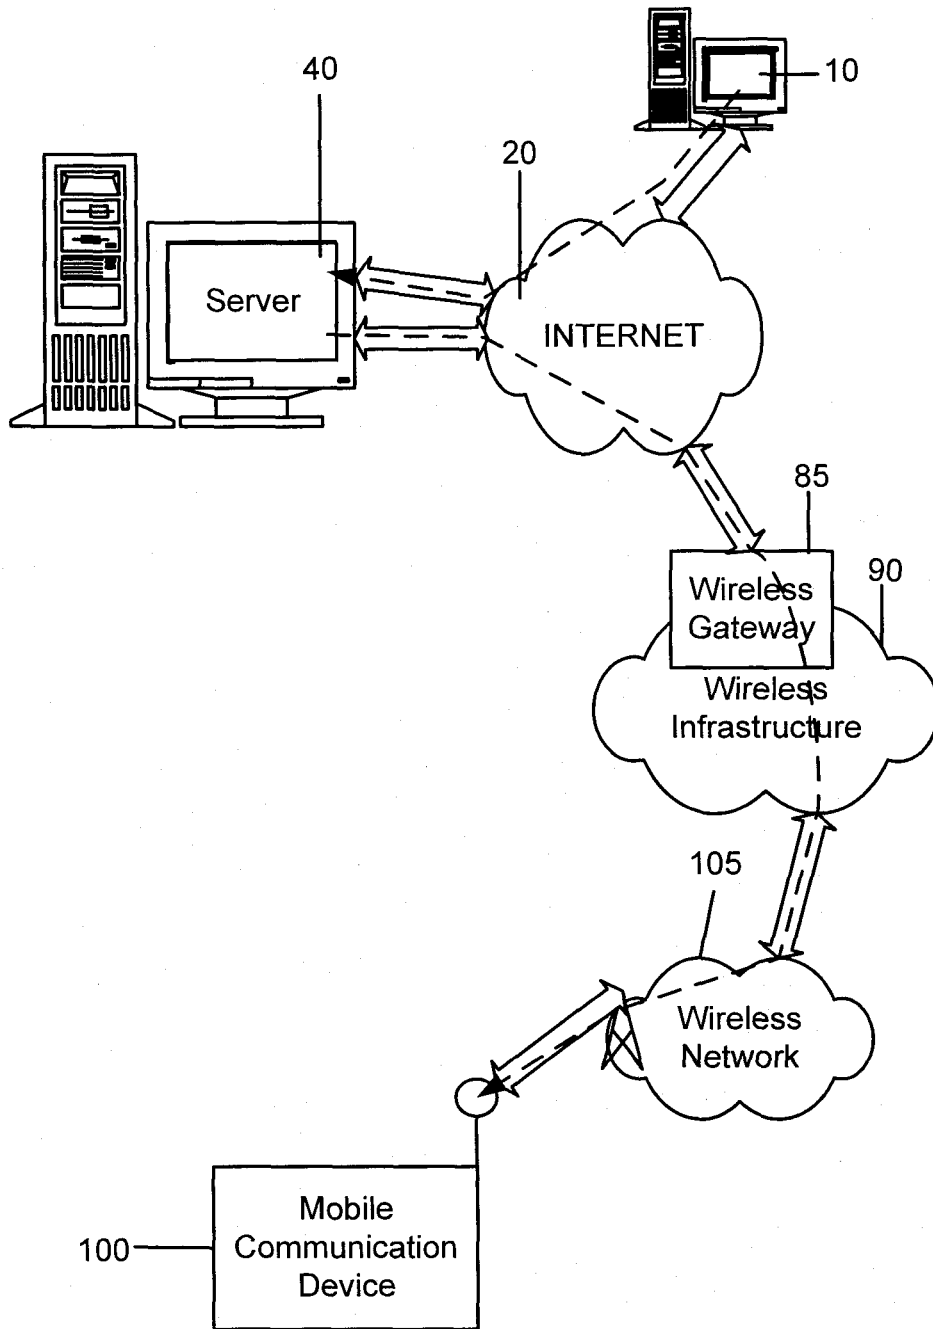 40
10
20
Server
INTERNET
85
90
Wireless
Gateway
Wireless
Infrastructure
105
Wireless
Network
100
Mobile
Communication
Device